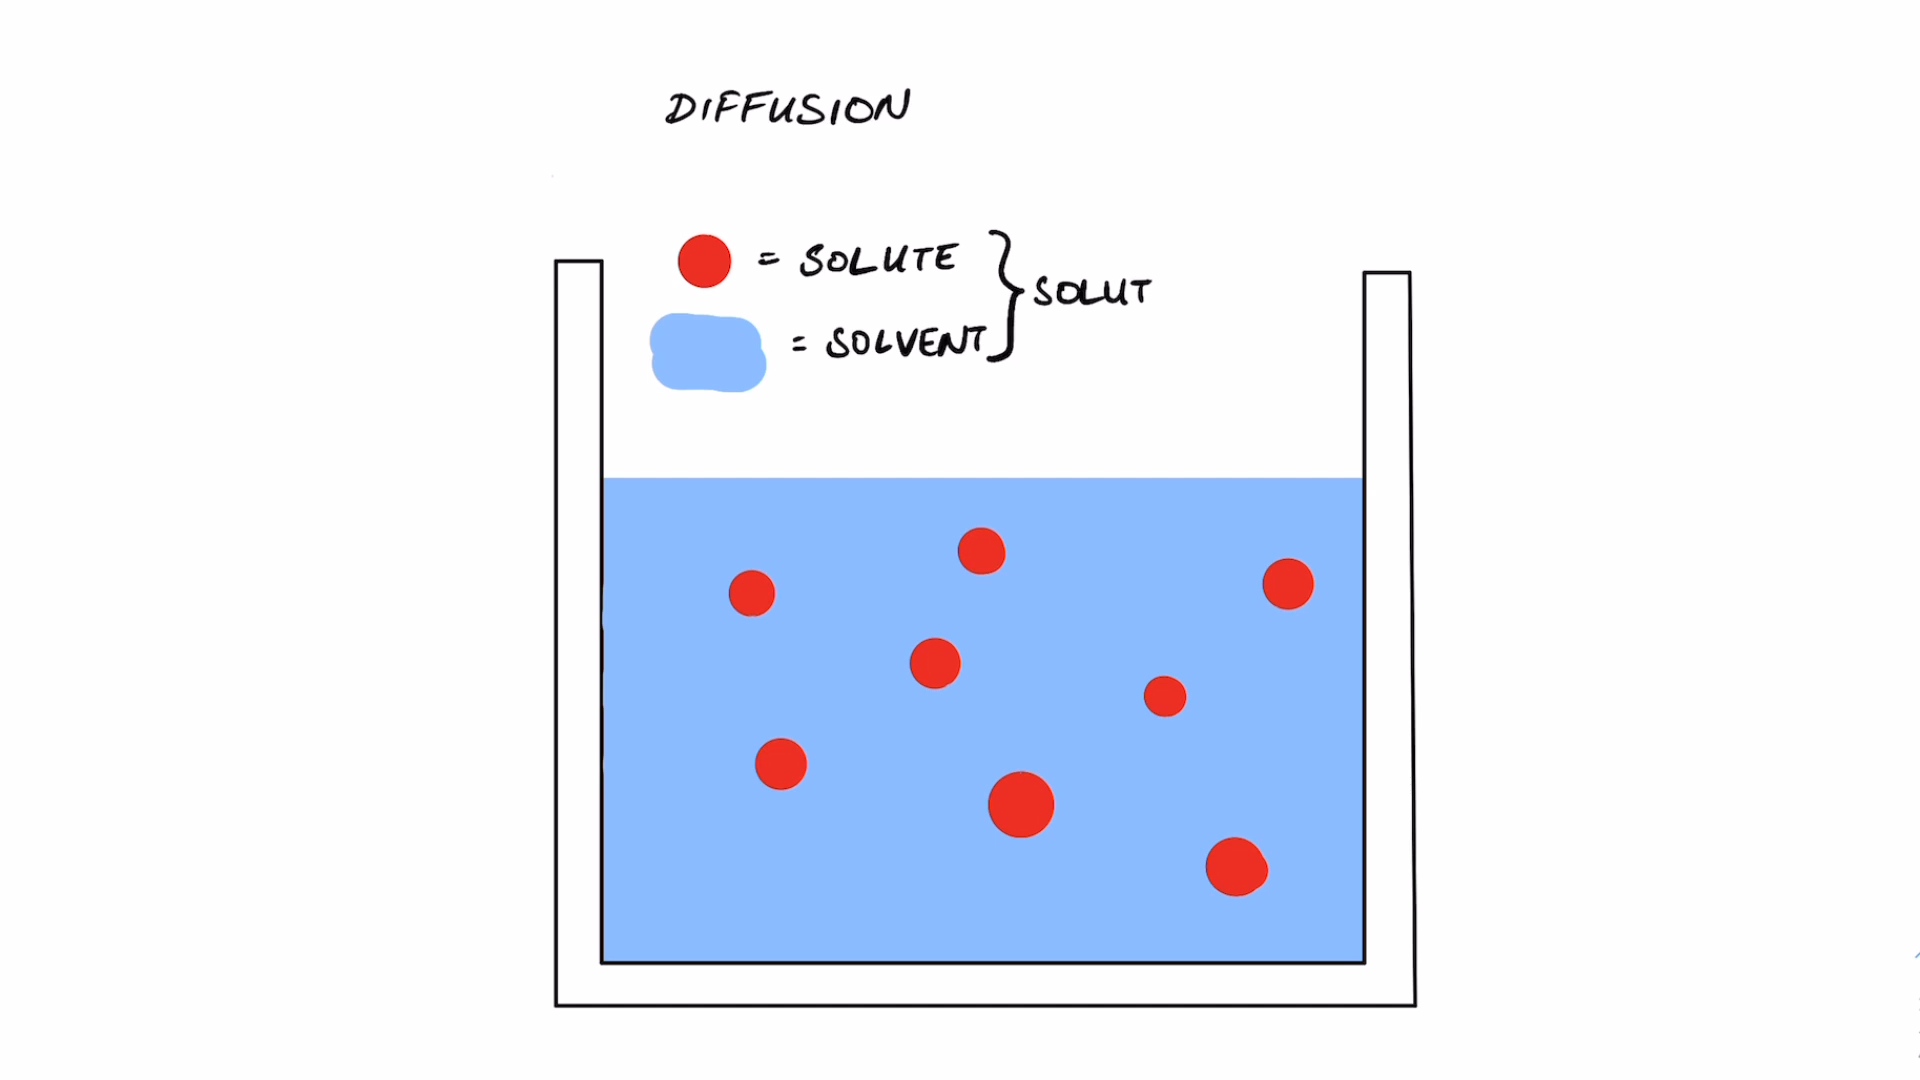 DIFFUSION
= SOLUTE
= SOLVENT
SOLUT